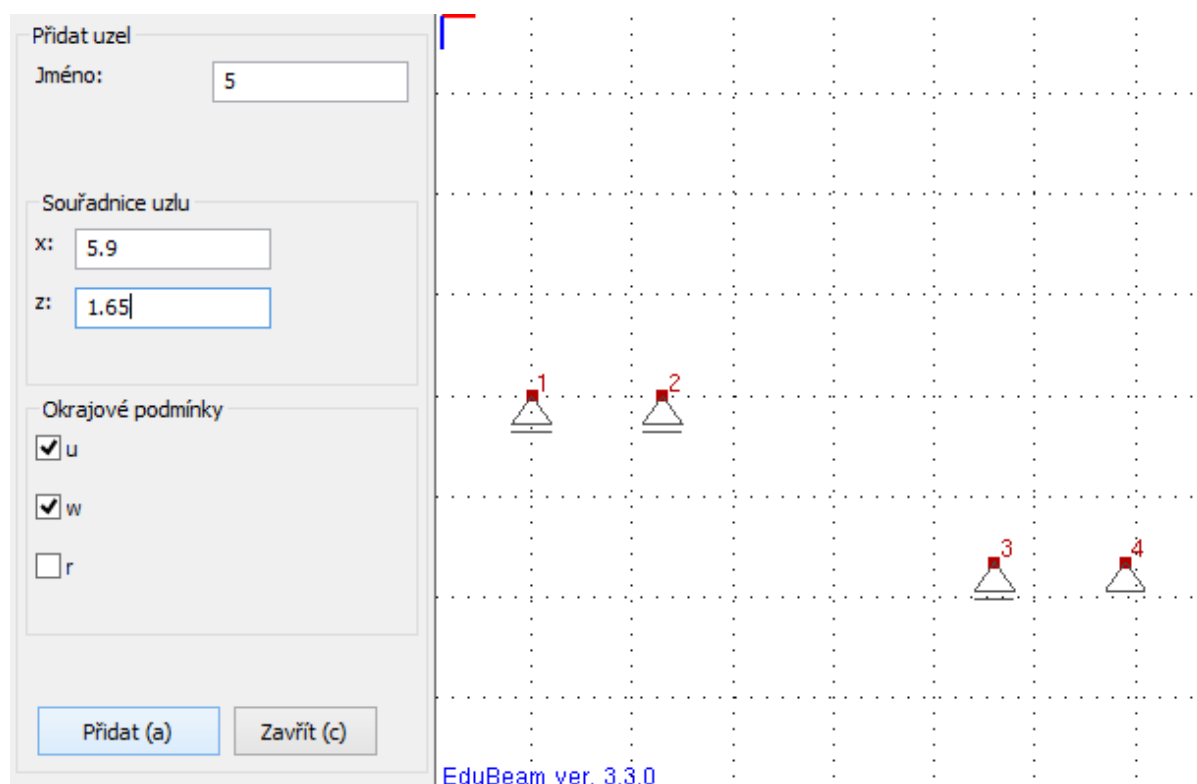 Přidat uzel
Jméno:
5
Souřadnice uzlu
x:
5.9
z:
1.65
Okrajové podmínky
u
w
r
Přidat (a)
Zavřít (c)
1
2
3
4
EduBeam ver. 3.3.0